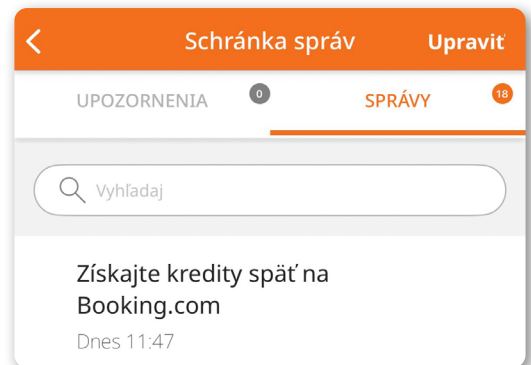 Schránka správ
Upraviť
UPOZORNENIA
0
SPRÁVY
18
Vyhľadaj
Získajte kredity späť na
Booking.com
Dnes 11:47